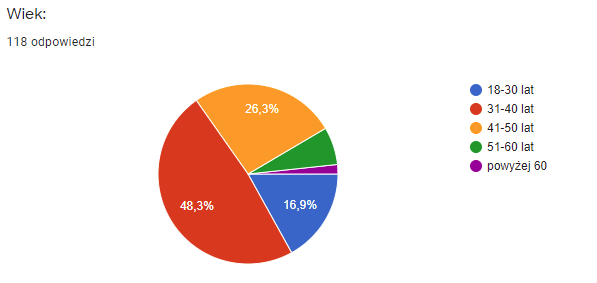 Wiek:
118 odpowiedzi
26,3%
48,3%
16,9%
18-30 lat
31-40 lat
41-50 lat
51-60 lat
powyżej 60